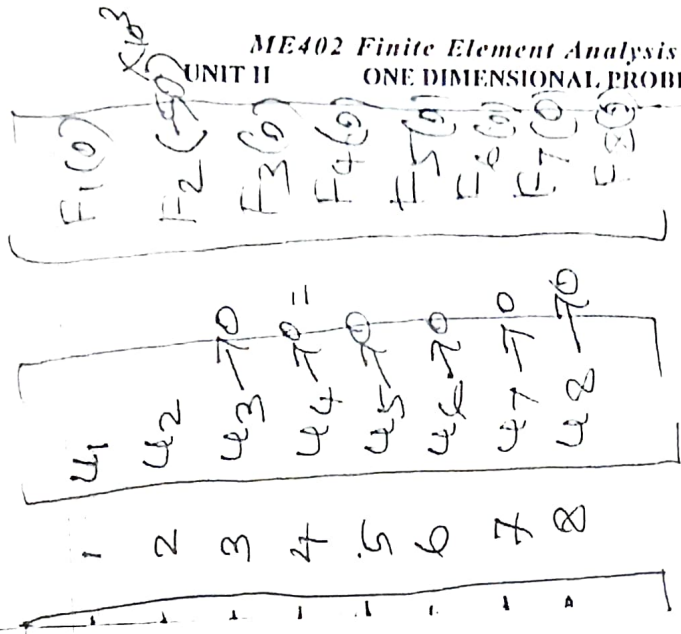 ME402 Finite Element Analysis
UNIT II ONE DIMENSIONAL
×10³
F1(0)
F2(-50)
F3(0)
F4(0)
F5(0)
F6(0)
F7(0)
F8(0)
u1
u2
u3→0
u4→0 =
u5→0
u6→0
u7→0
u8→0
1
2
3
4
5
6
7
8